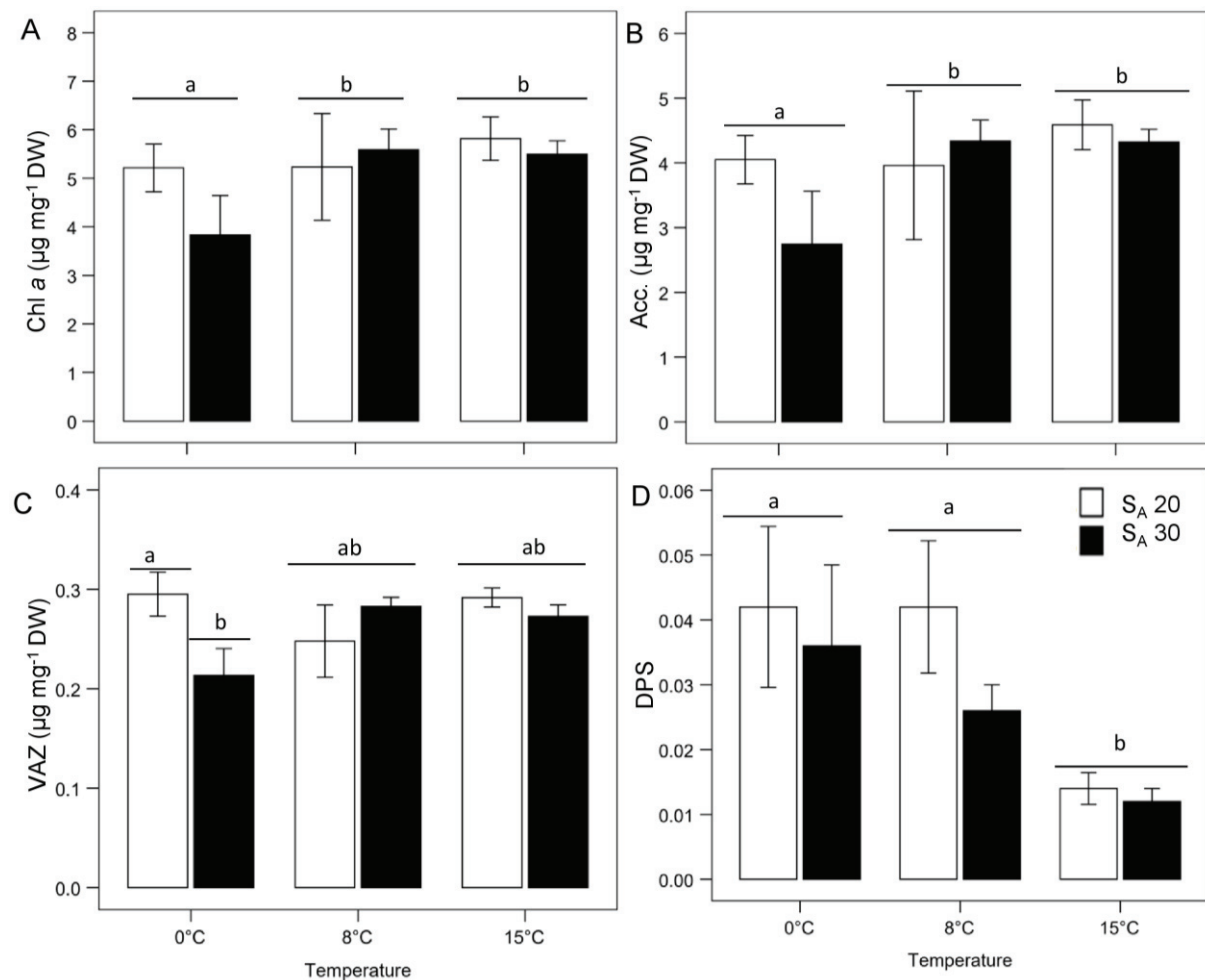 A
Chl a (µg mg⁻¹ DW)
8
7
6
5
4
3
2
1
0
a
b
b
B
Acc. (µg mg⁻¹ DW)
6
5
4
3
2
1
0
a
b
b
C
VAZ (µg mg⁻¹ DW)
0.4
0.3
0.2
0.1
0.0
a
b
ab
ab
0°C
8°C
15°C
Temperature
D
DPS
0.06
0.05
0.04
0.03
0.02
0.01
0.00
a
a
b
S_A 20
S_A 30
0°C
8°C
15°C
Temperature